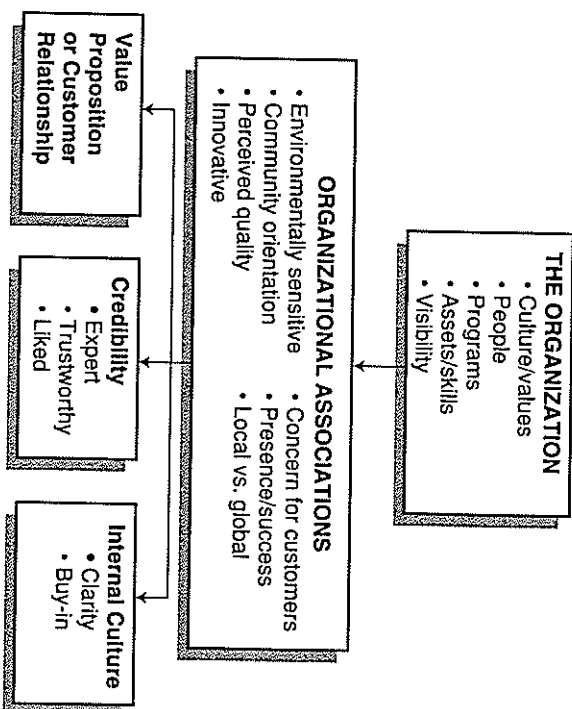 THE ORGANIZATION
• Culture/values
• People
• Programs
• Assets/skills
• Visibility
ORGANIZATIONAL ASSOCIATIONS
• Environmentally sensitive
• Community orientation
• Perceived quality
• Innovative
• Concern for customers
• Presence/success
• Local vs. global
Value
Proposition
or Customer
Relationship
Credibility
• Expert
• Trustworthy
• Liked
Internal Culture
• Clarity
• Buy-in